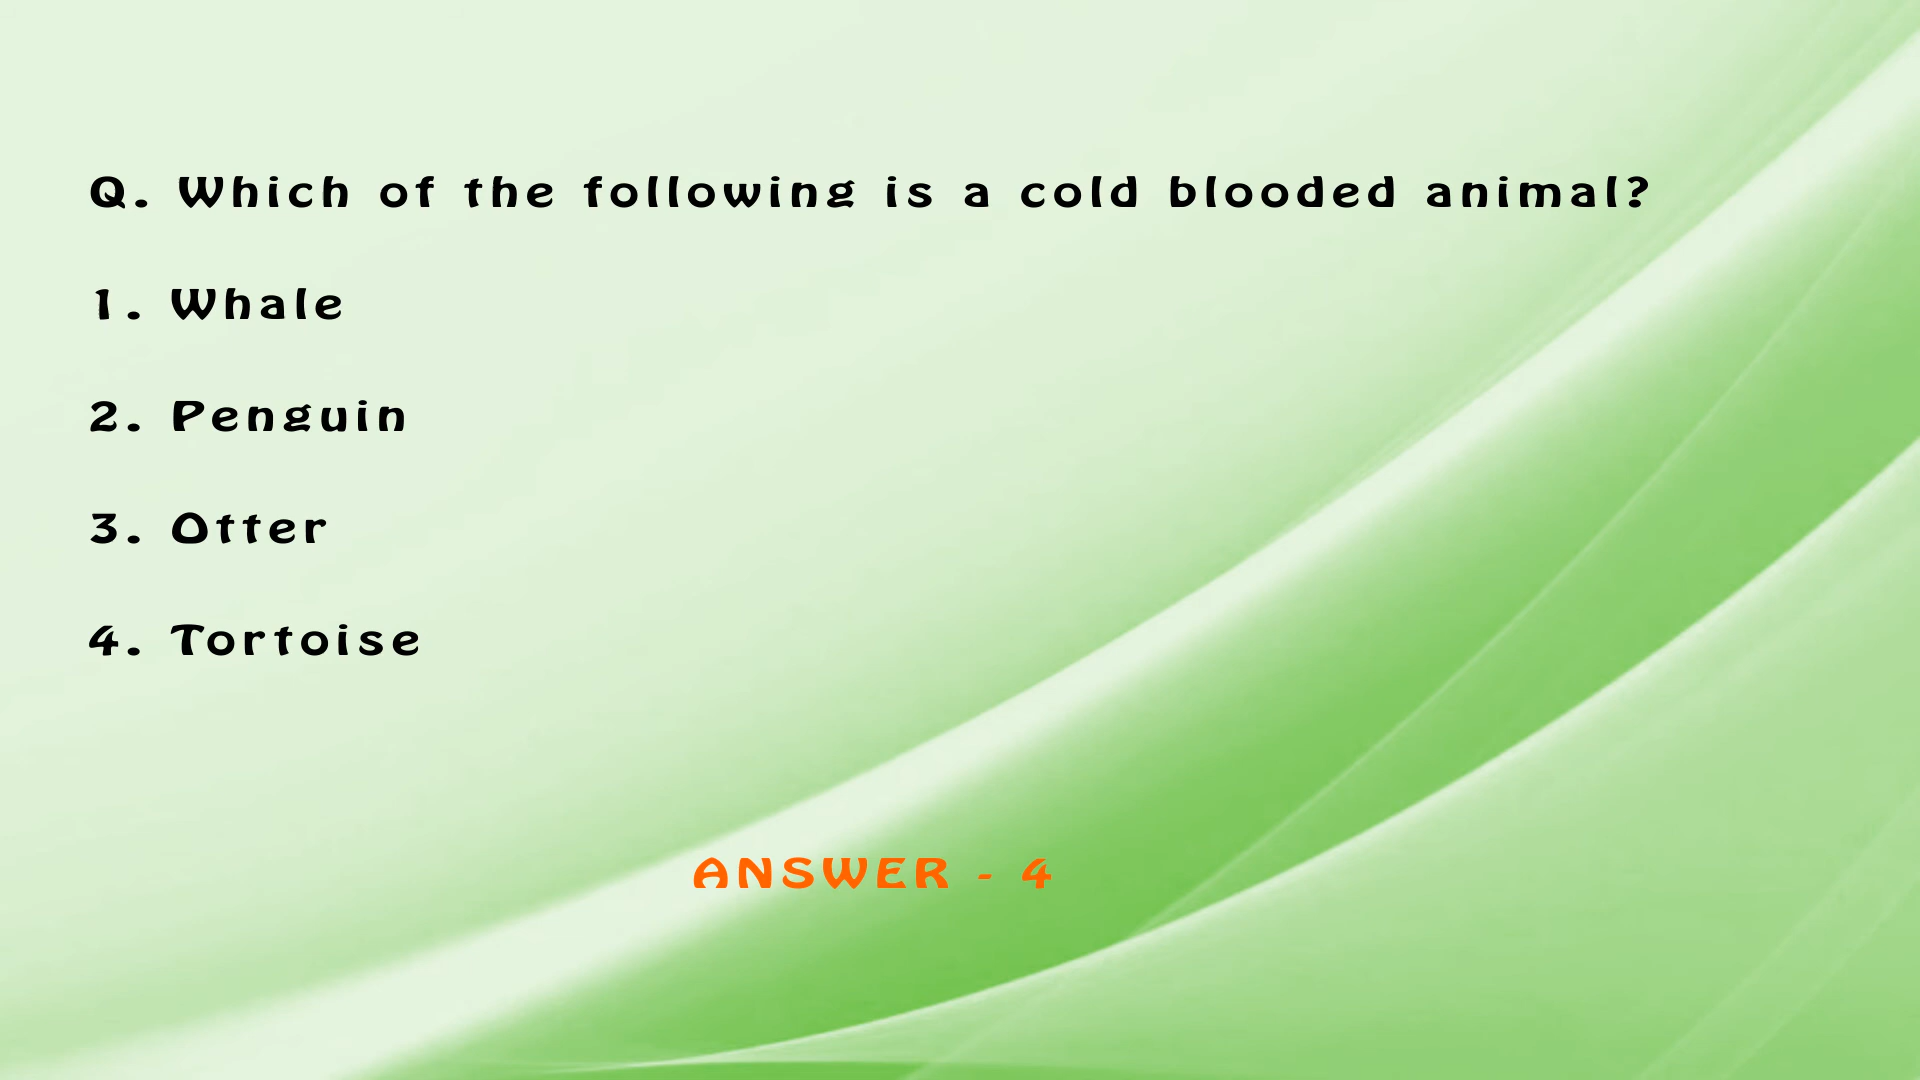 Q. Which of the following is a cold blooded animal?
1. Whale
2. Penguin
3. Otter
4. Tortoise
ANSWER - 4